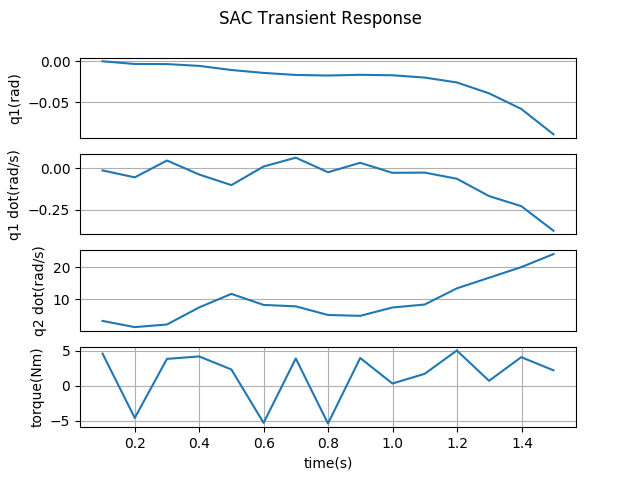 SAC Transient Response
0.00
−0.05
q1(rad)
0.00
−0.25
q1 dot(rad/s)
20
10
q2 dot(rad/s)
5
0
−5
torque(Nm)
0.2 0.4 0.6 0.8 1.0 1.2 1.4
time(s)